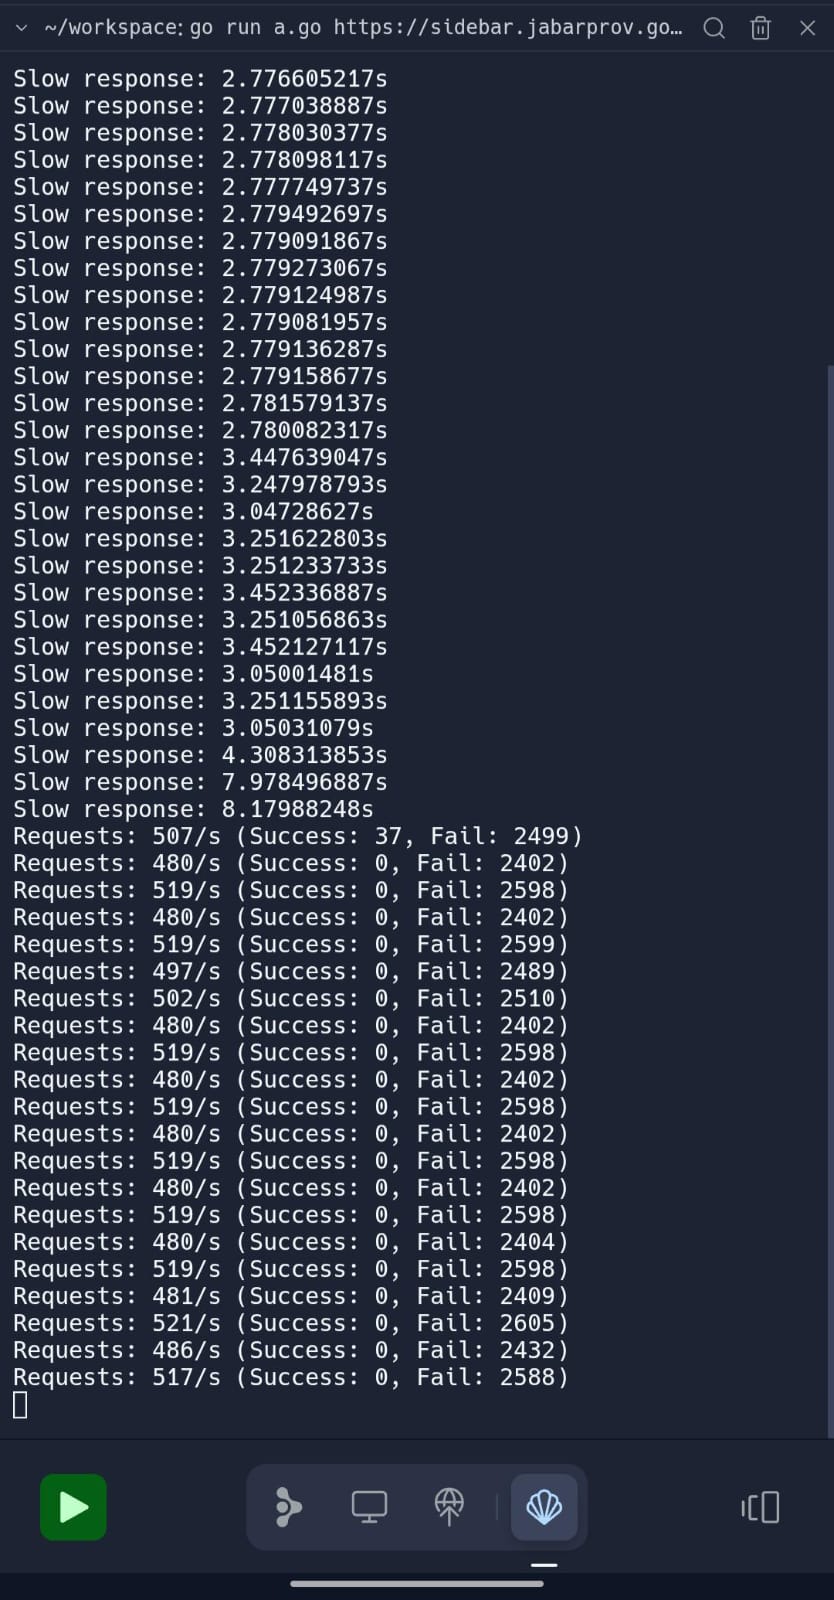 ~/workspace: go run a.go https://sidebar.jabarprov.go...
Slow response: 2.776605217s
Slow response: 2.777038887s
Slow response: 2.778030377s
Slow response: 2.778098117s
Slow response: 2.777749737s
Slow response: 2.779492697s
Slow response: 2.779091867s
Slow response: 2.779273067s
Slow response: 2.779124987s
Slow response: 2.779081957s
Slow response: 2.779136287s
Slow response: 2.779158677s
Slow response: 2.781579137s
Slow response: 2.780082317s
Slow response: 3.447639047s
Slow response: 3.247978793s
Slow response: 3.04728627s
Slow response: 3.251622803s
Slow response: 3.251233733s
Slow response: 3.452336887s
Slow response: 3.251056863s
Slow response: 3.452127117s
Slow response: 3.05001481s
Slow response: 3.251155893s
Slow response: 3.05031079s
Slow response: 4.308313853s
Slow response: 7.978496887s
Slow response: 8.17988248s
Requests: 507/s (Success: 37, Fail: 2499)
Requests: 480/s (Success: 0, Fail: 2402)
Requests: 519/s (Success: 0, Fail: 2598)
Requests: 480/s (Success: 0, Fail: 2402)
Requests: 519/s (Success: 0, Fail: 2599)
Requests: 497/s (Success: 0, Fail: 2489)
Requests: 502/s (Success: 0, Fail: 2510)
Requests: 480/s (Success: 0, Fail: 2402)
Requests: 519/s (Success: 0, Fail: 2598)
Requests: 480/s (Success: 0, Fail: 2402)
Requests: 519/s (Success: 0, Fail: 2598)
Requests: 480/s (Success: 0, Fail: 2402)
Requests: 519/s (Success: 0, Fail: 2598)
Requests: 480/s (Success: 0, Fail: 2402)
Requests: 519/s (Success: 0, Fail: 2598)
Requests: 480/s (Success: 0, Fail: 2404)
Requests: 519/s (Success: 0, Fail: 2598)
Requests: 481/s (Success: 0, Fail: 2409)
Requests: 521/s (Success: 0, Fail: 2605)
Requests: 486/s (Success: 0, Fail: 2432)
Requests: 517/s (Success: 0, Fail: 2588)